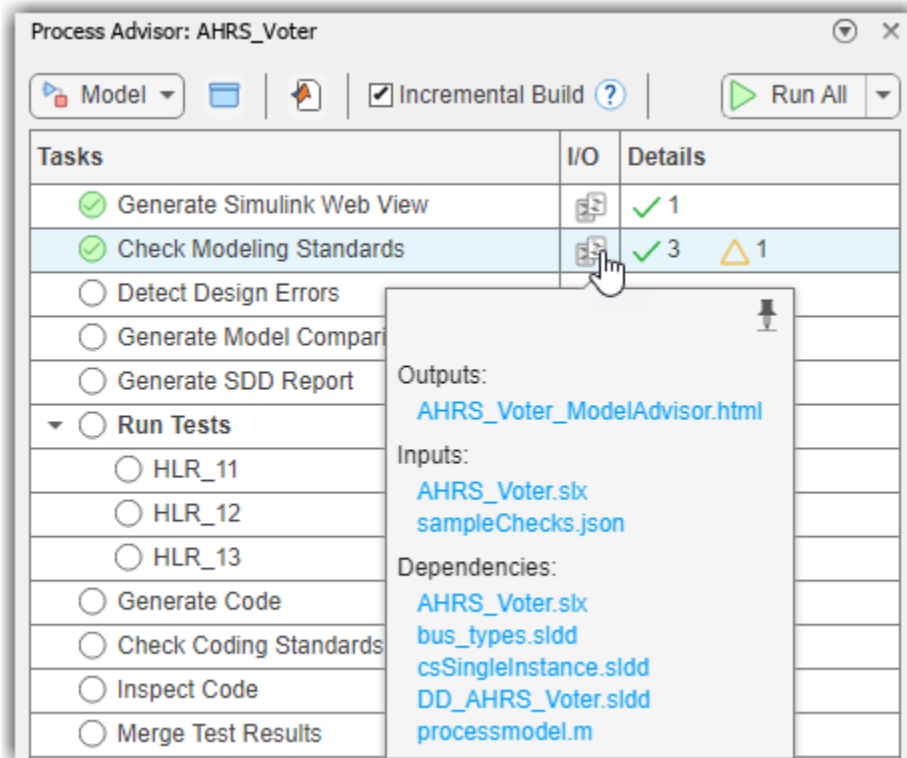 Process Advisor: AHRS_Voter
Model Incremental Build ? Run All
Tasks I/O Details
Generate Simulink Web View 1
Check Modeling Standards 3 1
Detect Design Errors
Generate Model Compari
Generate SDD Report
Run Tests
HLR_11
HLR_12
HLR_13
Generate Code
Check Coding Standards
Inspect Code
Merge Test Results
Outputs:
AHRS_Voter_ModelAdvisor.html
Inputs:
AHRS_Voter.slx
sampleChecks.json
Dependencies:
AHRS_Voter.slx
bus_types.sldd
csSingleInstance.sldd
DD_AHRS_Voter.sldd
processmodel.m